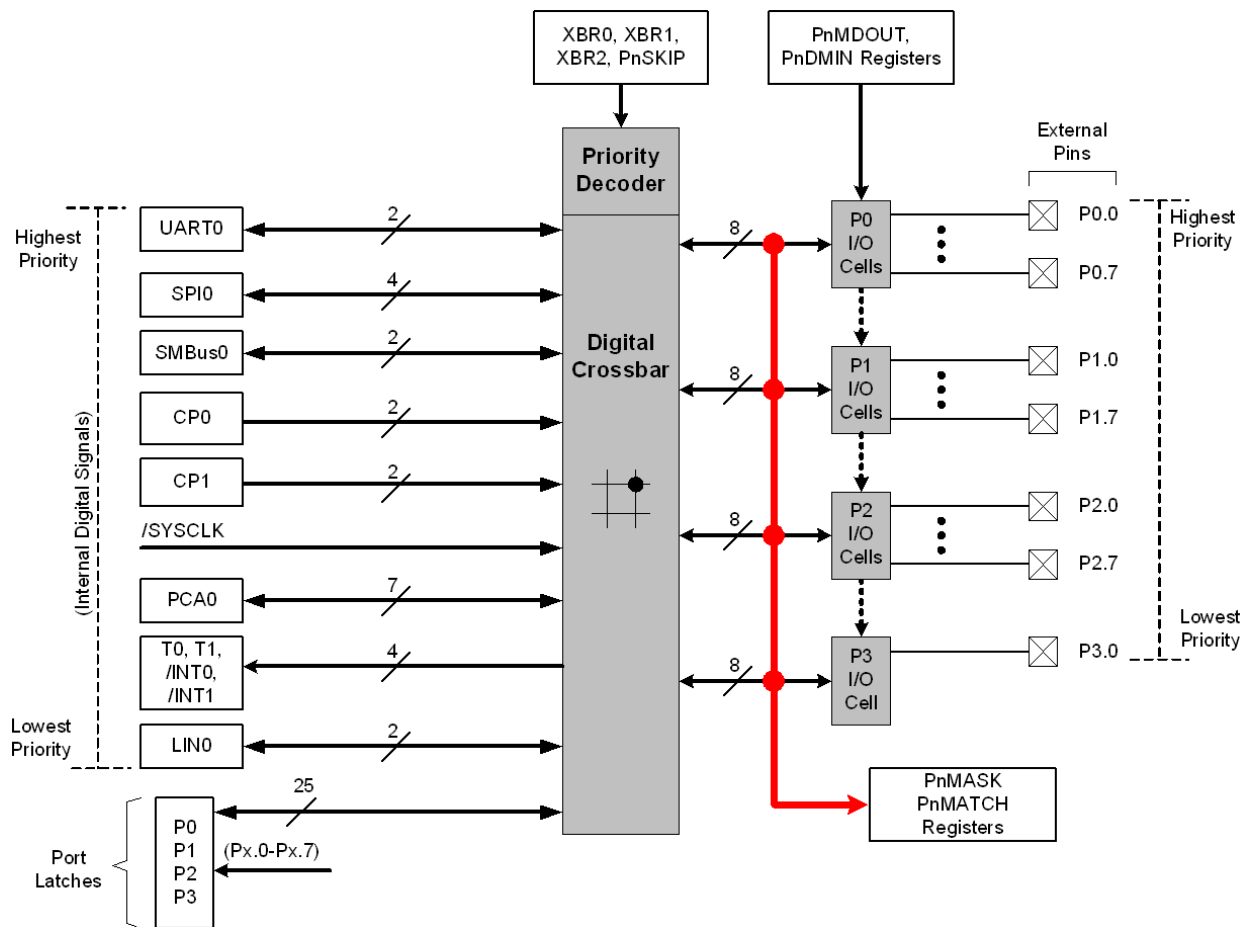 XBR0, XBR1,
XBR2, PnSKIP
PnMDOUT,
PnDMIN Registers
External
Pins
Priority
Decoder
Digital
Crossbar
Highest
Priority
(Internal Digital Signals)
Lowest
Priority
UART0
2
SPI0
4
SMBus0
2
CP0
2
CP1
2
/SYSCLK
PCA0
7
T0, T1,
/INT0,
/INT1
4
LIN0
2
Port
Latches
P0
P1
P2
P3
25
(Px.0-Px.7)
8
P0
I/O
Cells
P0.0
P0.7
8
P1
I/O
Cells
P1.0
P1.7
8
P2
I/O
Cells
P2.0
P2.7
8
P3
I/O
Cell
P3.0
Highest
Priority
Lowest
Priority
PnMASK
PnMATCH
Registers